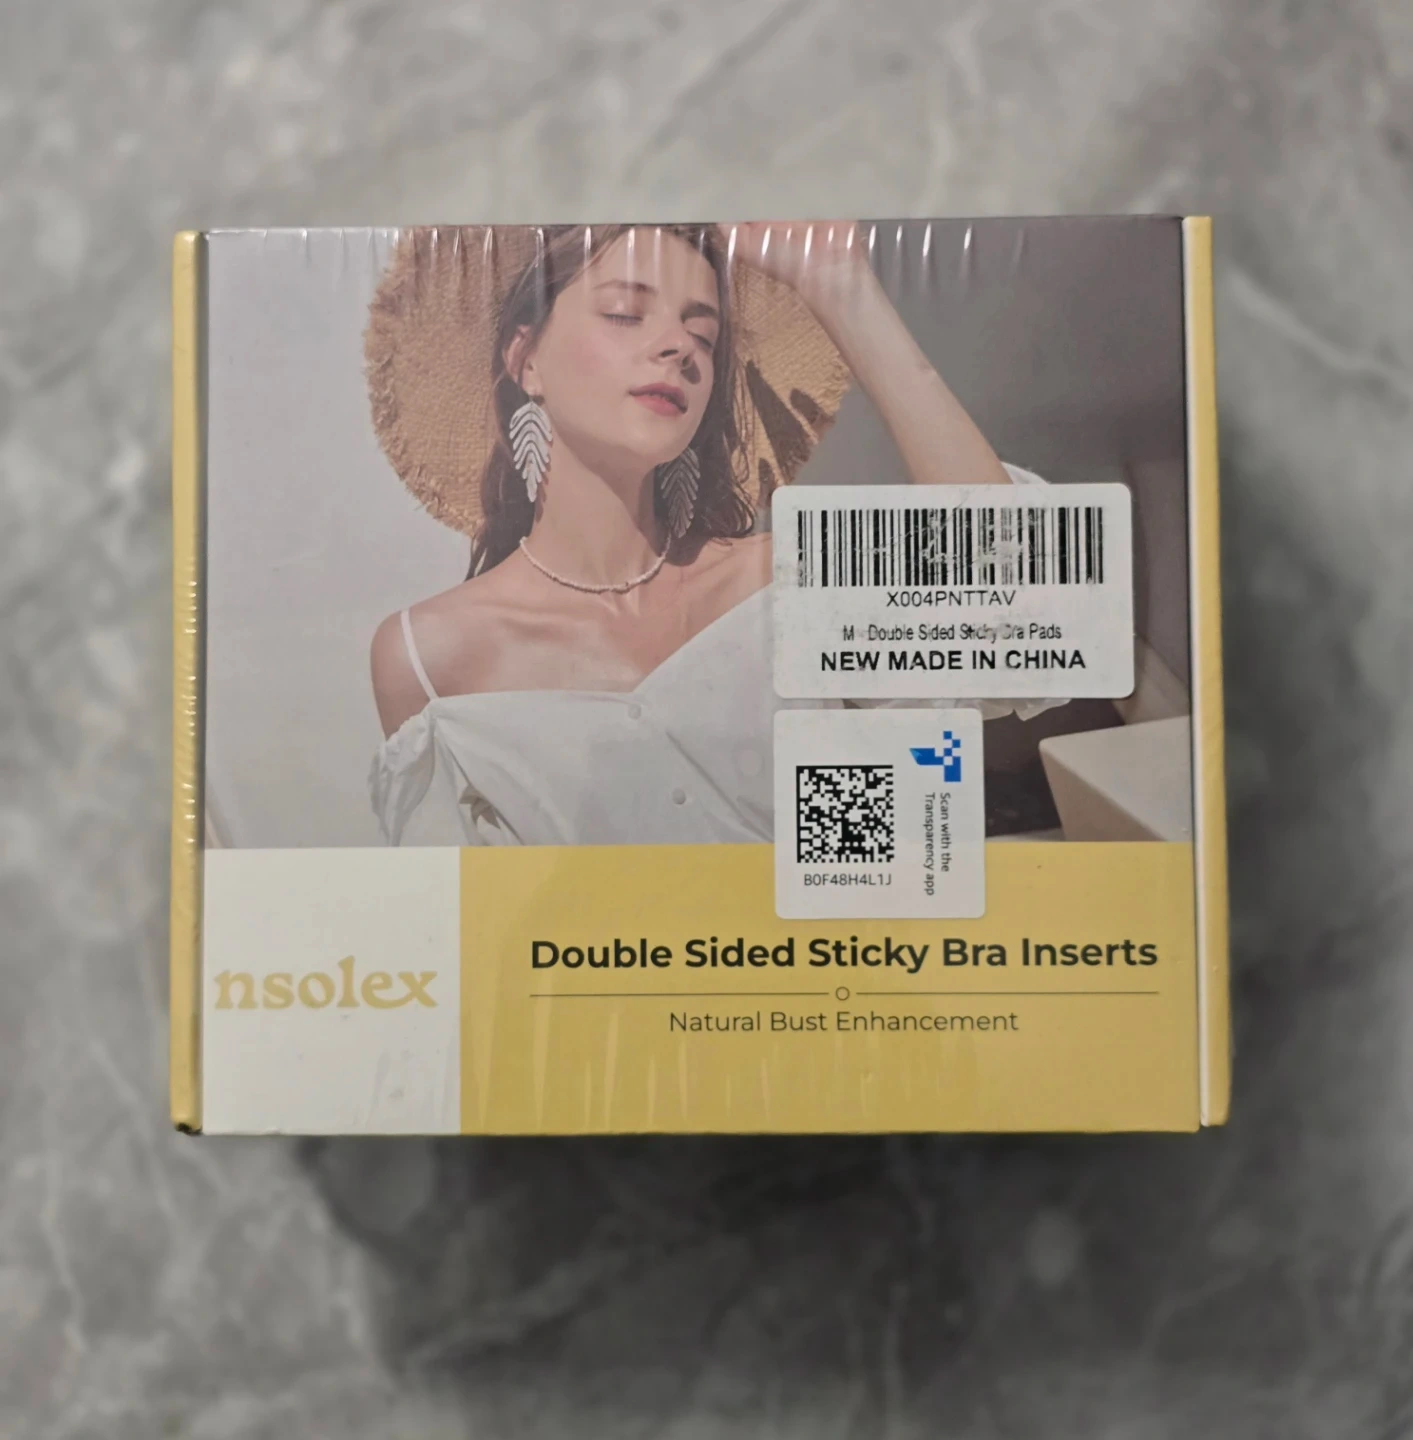 X004PNTTAV
M Double Sided Sticky Bra Pads
NEW MADE IN CHINA
Scan with the
Transparency app
B0F48H4L1J
nsolex
Double Sided Sticky Bra Inserts
Natural Bust Enhancement